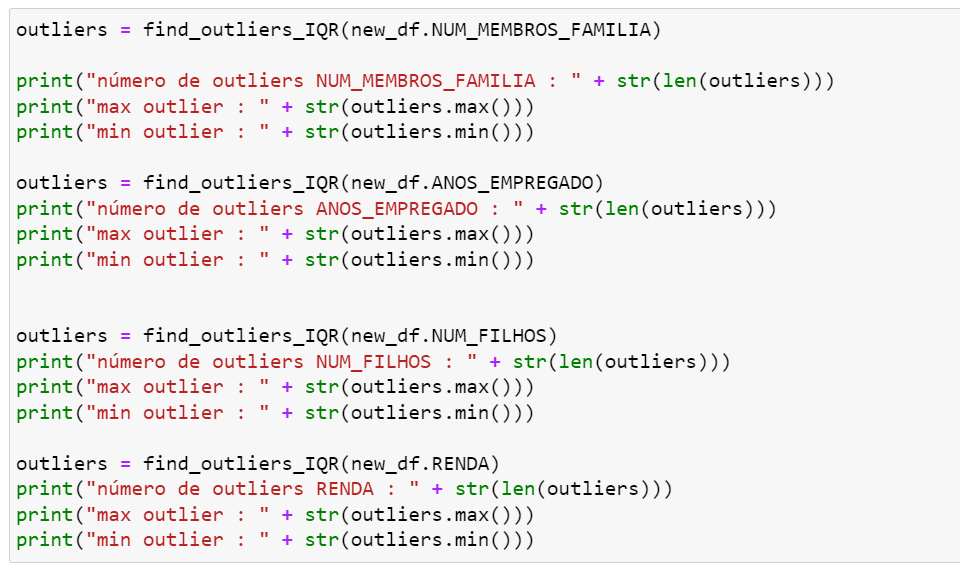 outliers = find_outliers_IQR(new_df.NUM_MEMBROS_FAMILIA)
print("número de outliers NUM_MEMBROS_FAMILIA : " + str(len(outliers)))
print("max outlier : " + str(outliers.max()))
print("min outlier : " + str(outliers.min()))
outliers = find_outliers_IQR(new_df.ANOS_EMPREGADO)
print("número de outliers ANOS_EMPREGADO : " + str(len(outliers)))
print("max outlier : " + str(outliers.max()))
print("min outlier : " + str(outliers.min()))
outliers = find_outliers_IQR(new_df.NUM_FILHOS)
print("número de outliers NUM_FILHOS : " + str(len(outliers)))
print("max outlier : " + str(outliers.max()))
print("min outlier : " + str(outliers.min()))
outliers = find_outliers_IQR(new_df.RENDA)
print("número de outliers RENDA : " + str(len(outliers)))
print("max outlier : " + str(outliers.max()))
print("min outlier : " + str(outliers.min()))